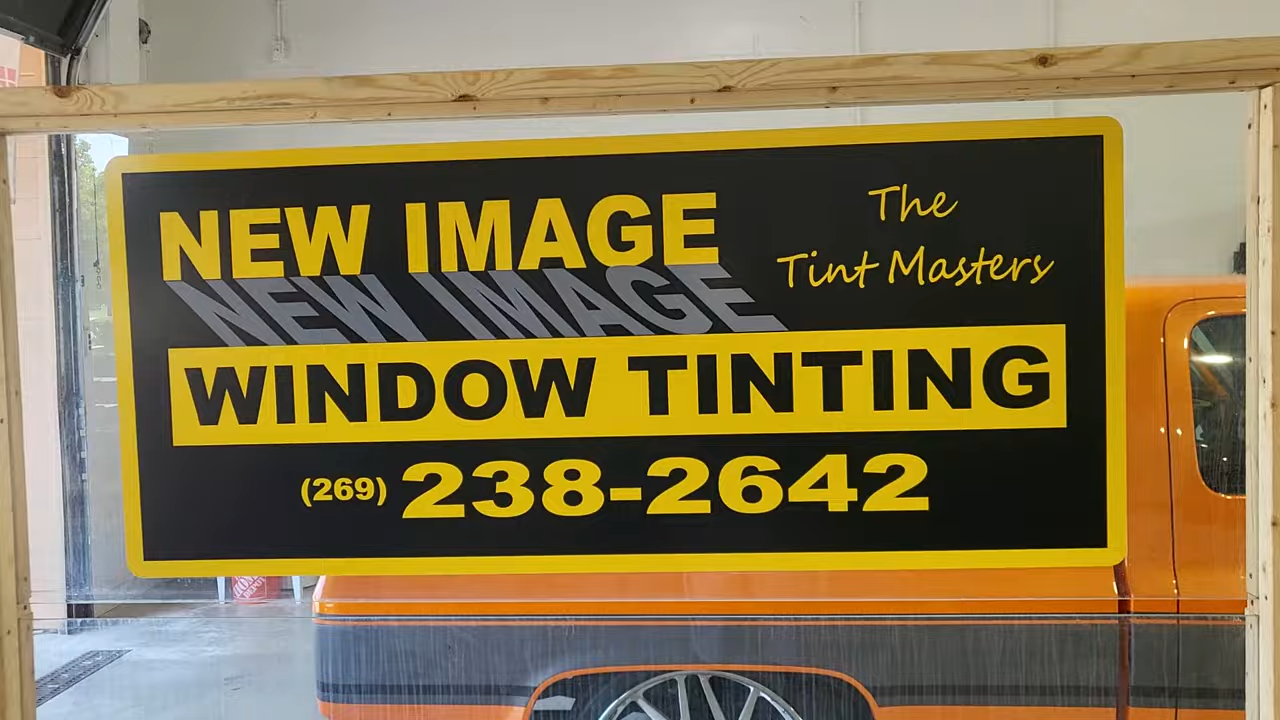 NEW IMAGE
NEW IMAGE
The
Tint Masters
WINDOW TINTING
(269) 238-2642